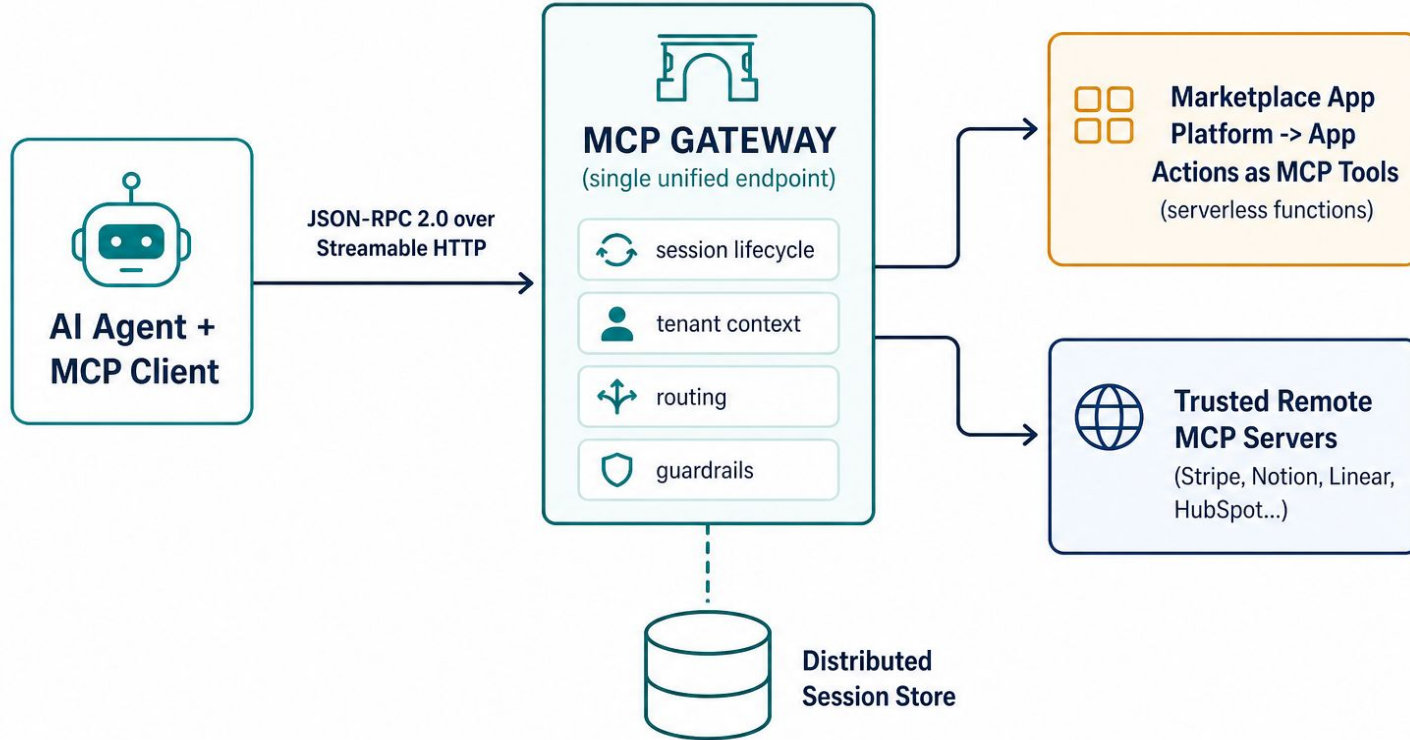 AI Agent +
MCP Client
JSON-RPC 2.0 over
Streamable HTTP
MCP GATEWAY
(single unified endpoint)
session lifecycle
tenant context
routing
guardrails
Distributed
Session Store
Marketplace App
Platform -> App
Actions as MCP Tools
(serverless functions)
Trusted Remote
MCP Servers
(Stripe, Notion, Linear,
HubSpot...)